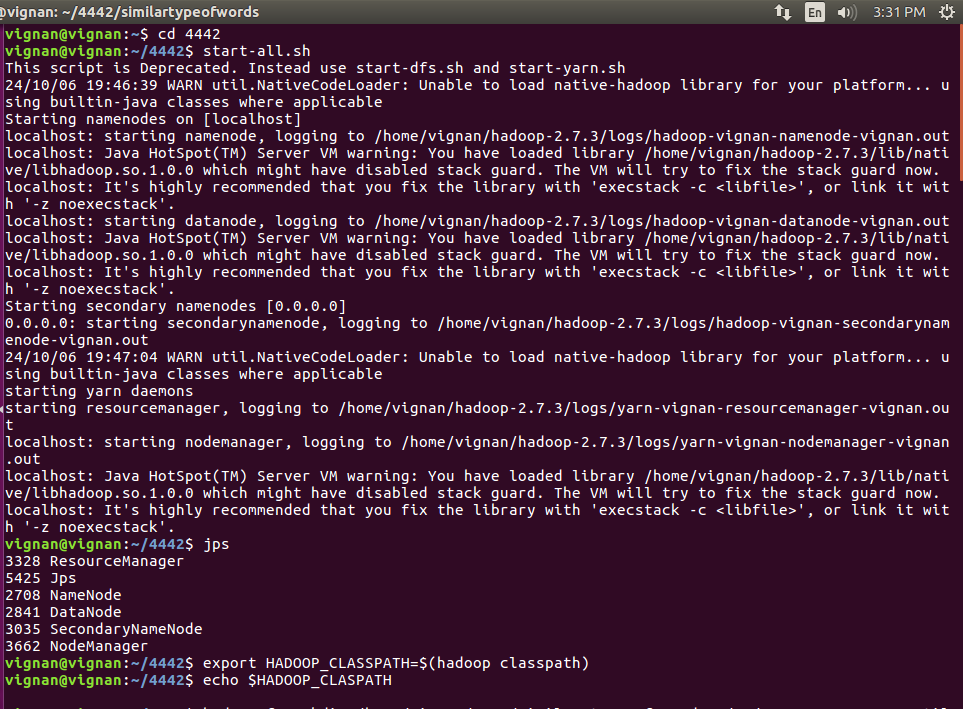 @vignan: ~/4442/similartypeofwords
En
3:31 PM
vignan@vignan:~$ cd 4442
vignan@vignan:~/4442$ start-all.sh
This script is Deprecated. Instead use start-dfs.sh and start-yarn.sh
24/10/06 19:46:39 WARN util.NativeCodeLoader: Unable to load native-hadoop library for your platform... u
sing builtin-java classes where applicable
Starting namenodes on [localhost]
localhost: starting namenode, logging to /home/vignan/hadoop-2.7.3/logs/hadoop-vignan-namenode-vignan.out
localhost: Java HotSpot(TM) Server VM warning: You have loaded library /home/vignan/hadoop-2.7.3/lib/nati
ve/libhadoop.so.1.0.0 which might have disabled stack guard. The VM will try to fix the stack guard now.
localhost: It's highly recommended that you fix the library with 'execstack -c <libfile>', or link it wit
h '-z noexecstack'.
localhost: starting datanode, logging to /home/vignan/hadoop-2.7.3/logs/hadoop-vignan-datanode-vignan.out
localhost: Java HotSpot(TM) Server VM warning: You have loaded library /home/vignan/hadoop-2.7.3/lib/nati
ve/libhadoop.so.1.0.0 which might have disabled stack guard. The VM will try to fix the stack guard now.
localhost: It's highly recommended that you fix the library with 'execstack -c <libfile>', or link it wit
h '-z noexecstack'.
Starting secondary namenodes [0.0.0.0]
0.0.0.0: starting secondarynamenode, logging to /home/vignan/hadoop-2.7.3/logs/hadoop-vignan-secondarynam
enode-vignan.out
24/10/06 19:47:04 WARN util.NativeCodeLoader: Unable to load native-hadoop library for your platform... u
sing builtin-java classes where applicable
starting yarn daemons
starting resourcemanager, logging to /home/vignan/hadoop-2.7.3/logs/yarn-vignan-resourcemanager-vignan.ou
t
localhost: starting nodemanager, logging to /home/vignan/hadoop-2.7.3/logs/yarn-vignan-nodemanager-vignan
.out
localhost: Java HotSpot(TM) Server VM warning: You have loaded library /home/vignan/hadoop-2.7.3/lib/nati
ve/libhadoop.so.1.0.0 which might have disabled stack guard. The VM will try to fix the stack guard now.
localhost: It's highly recommended that you fix the library with 'execstack -c <libfile>', or link it wit
h '-z noexecstack'.
vignan@vignan:~/4442$ jps
3328 ResourceManager
5425 Jps
2708 NameNode
2841 DataNode
3035 SecondaryNameNode
3662 NodeManager
vignan@vignan:~/4442$ export HADOOP_CLASSPATH=$(hadoop classpath)
vignan@vignan:~/4442$ echo $HADOOP_CLASPATH